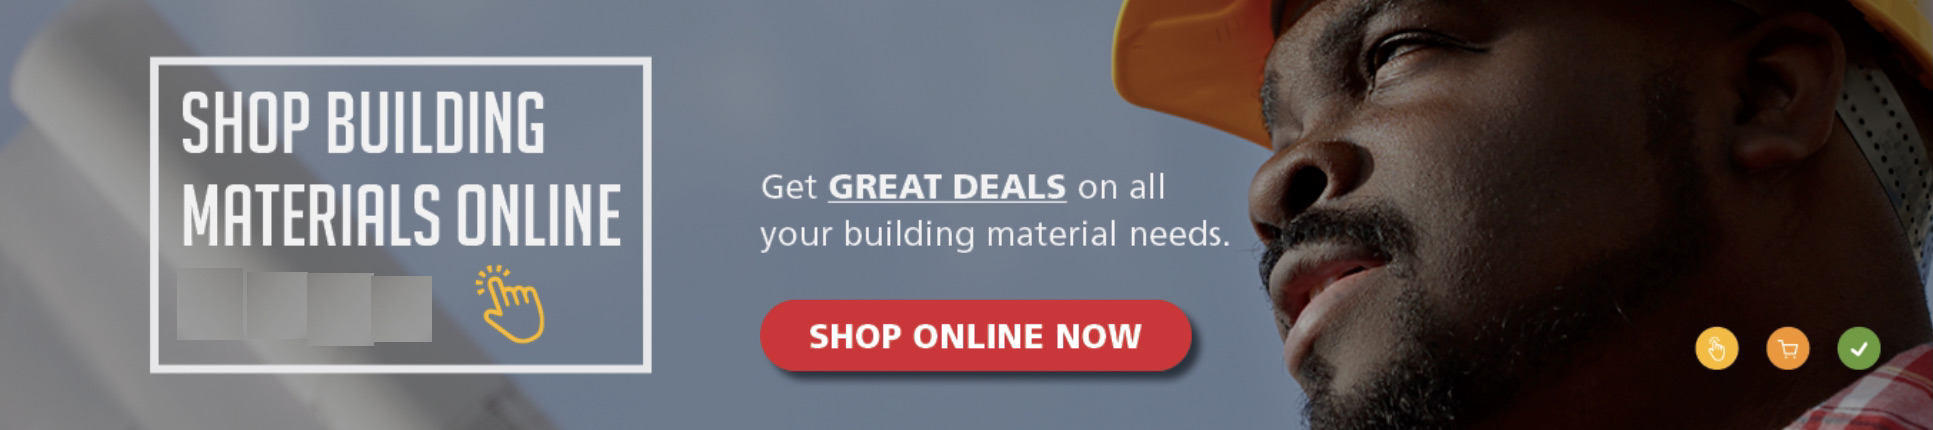 SHOP BUILDING
MATERIALS ONLINE
Get GREAT DEALS on all
your building material needs.
SHOP ONLINE NOW